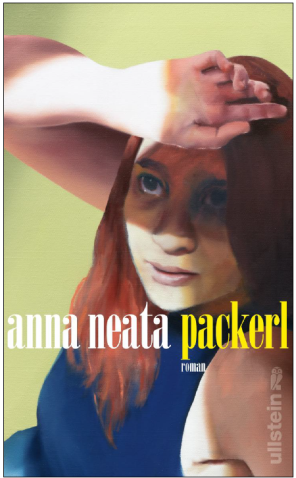 anna neata packerl
roman
ullstein